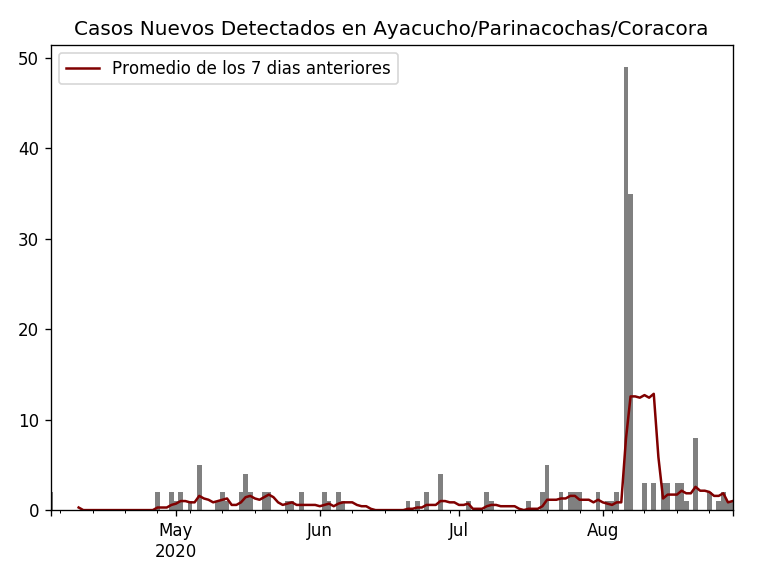 Casos Nuevos Detectados en Ayacucho/Parinacochas/Coracora
Promedio de los 7 dias anteriores
50
40
30
20
10
0
May Jun Jul Aug
2020